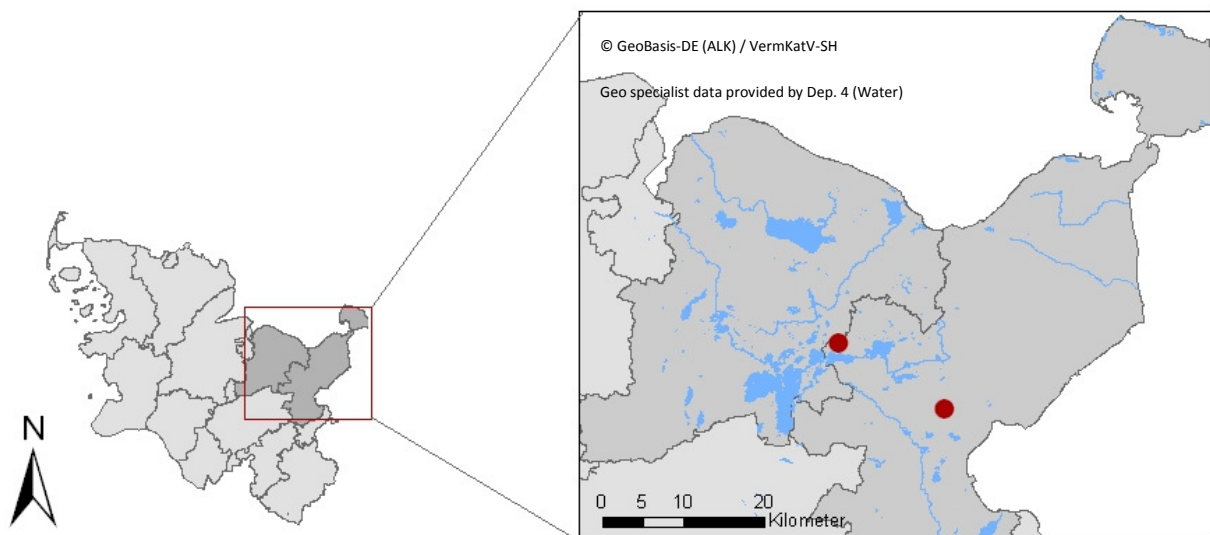 © GeoBasis-DE (ALK) / VermKatV-SH
Geo specialist data provided by Dep. 4 (Water)
N
0 5 10 20
Kilometer